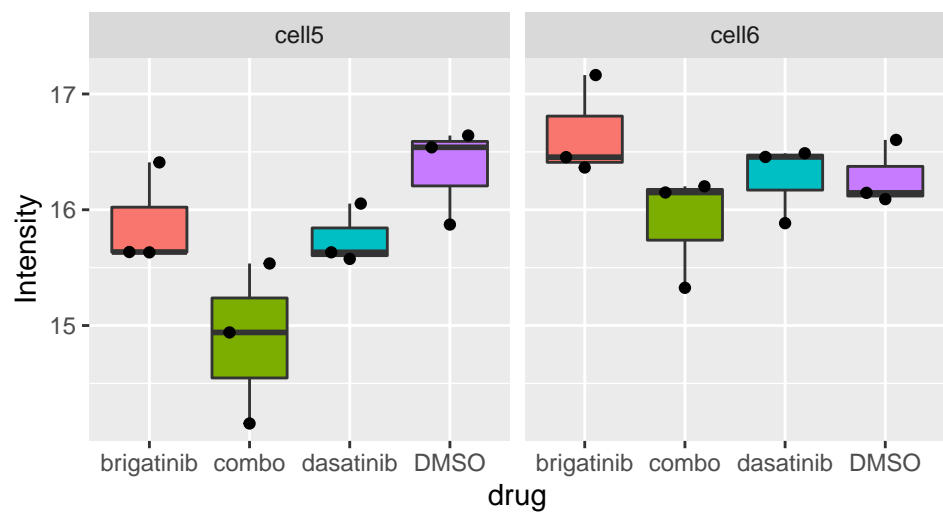 cell5 cell6
Intensity
17
16
15
brigatinib combo dasatinib DMSO brigatinib combo dasatinib DMSO
drug